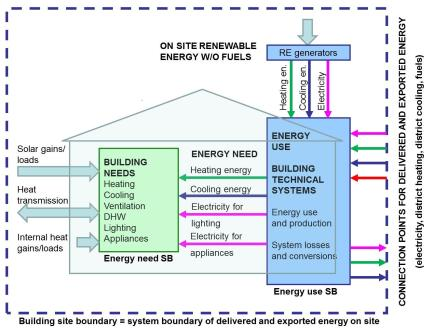 ON SITE RENEWABLE
ENERGY W/O FUELS
RE generators
Heating en.
Cooling en.
Electricity
Solar gains/
loads
Heat
transmission
Internal heat
gains/loads
BUILDING
NEEDS
Heating
Cooling
Ventilation
DHW
Lighting
Appliances
Energy need SB
ENERGY NEED
Heating energy
Cooling energy
Electricity for
lighting
Electricity for
appliances
ENERGY
USE
BUILDING
TECHNICAL
SYSTEMS
Energy use
and production
System losses
and conversions
Energy use SB
CONNECTION POINTS FOR DELIVERED AND EXPORTED ENERGY
(electricity, district heating, district cooling, fuels)
Building site boundary = system boundary of delivered and exported energy on site